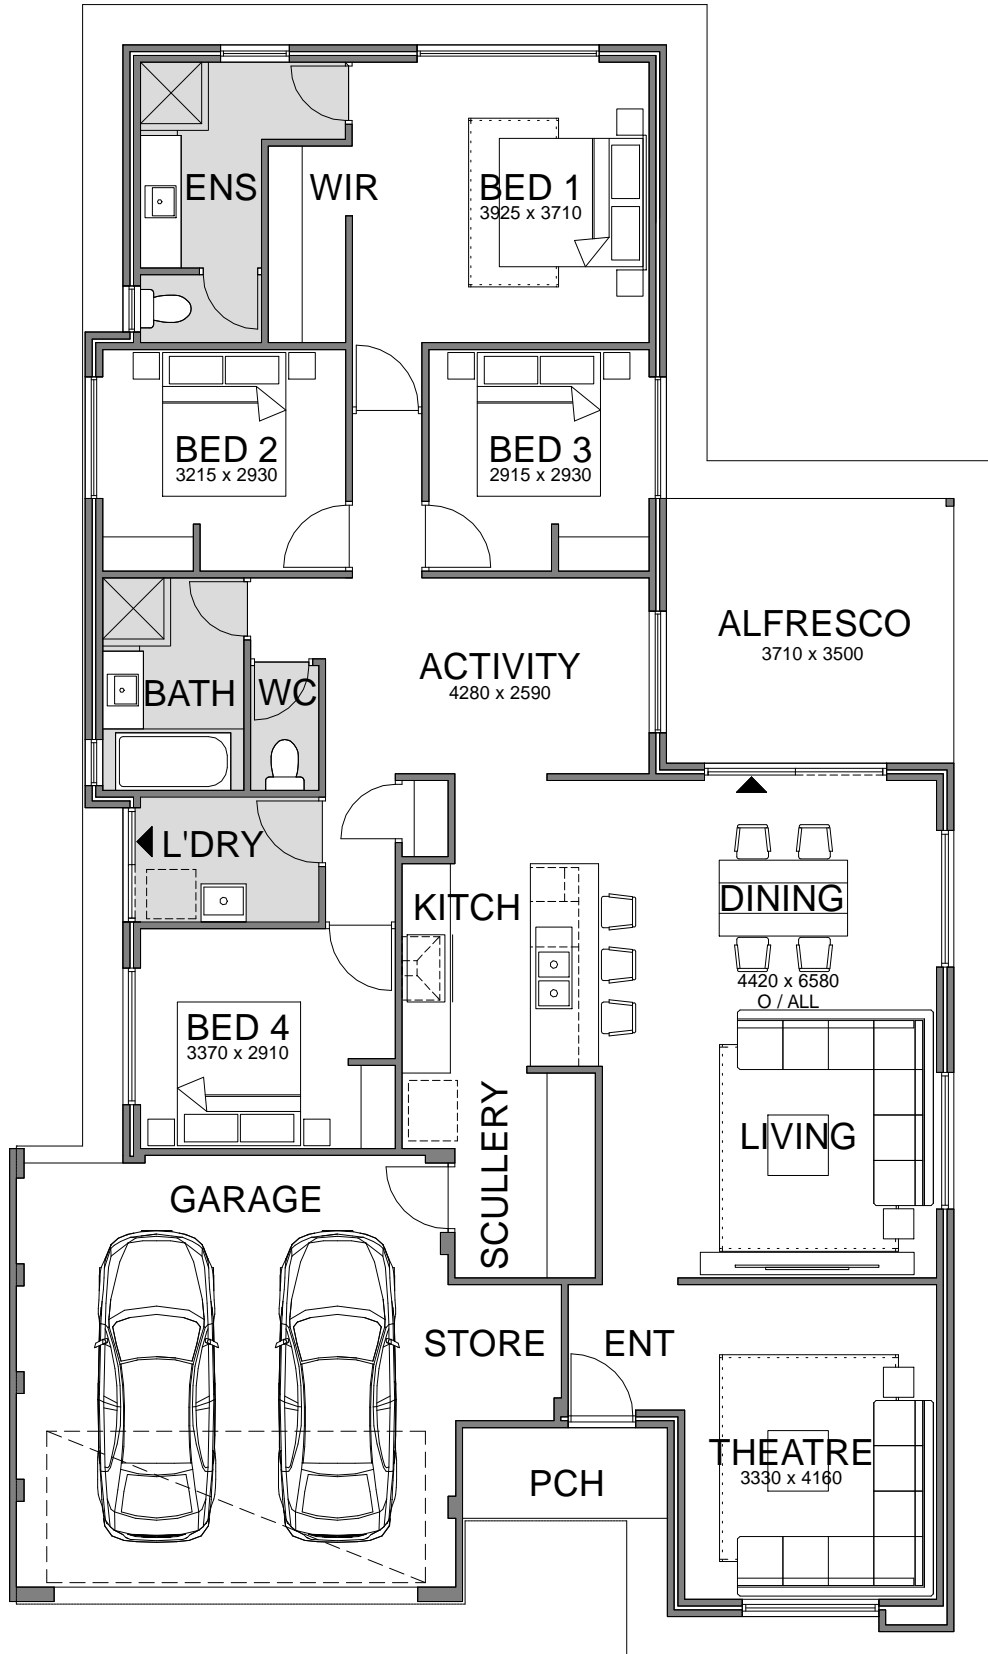 ENS
WIR
BED 1
3925 x 3710
BED 2
3215 x 2930
BED 3
2915 x 2930
ALFRESCO
3710 x 3500
ACTIVITY
4280 x 2590
BATH
WC
L'DRY
KITCH
DINING
4420 x 6580
O / ALL
BED 4
3370 x 2910
SCULLERY
LIVING
GARAGE
STORE
ENT
THEATRE
3330 x 4160
PCH